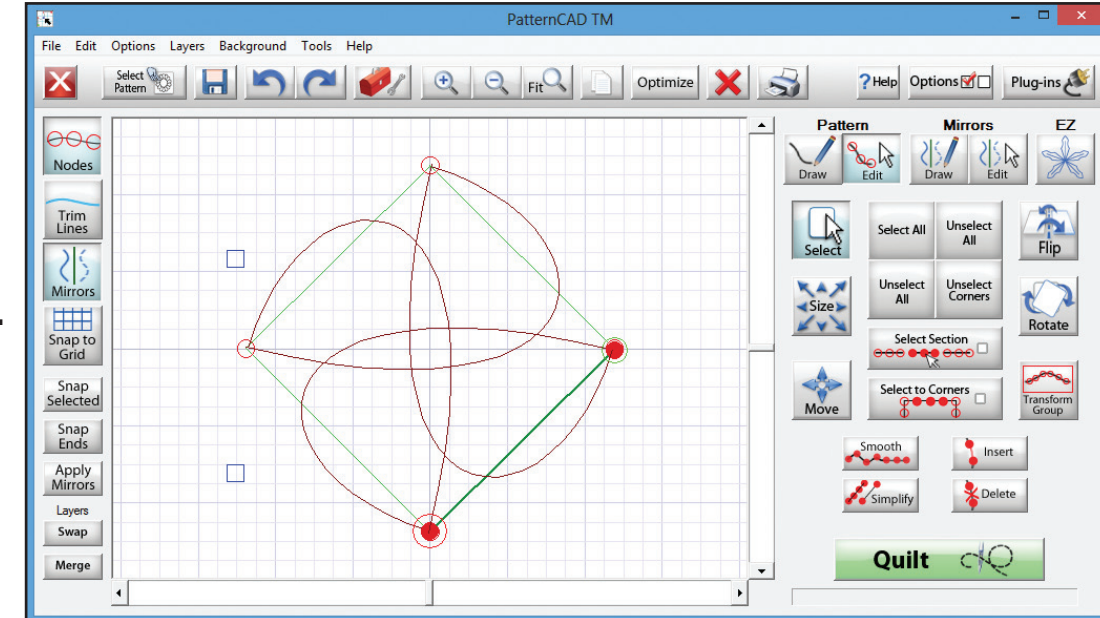 PatternCAD TM
File Edit Options Layers Background Tools Help
Select
Pattern
Fit
Optimize
? Help
Options
Plug-ins
Pattern Mirrors EZ
Draw
Edit
Draw
Edit
Nodes
Trim
Lines
Mirrors
Snap to
Grid
Snap
Selected
Snap
Ends
Apply
Mirrors
Layers
Swap
Merge
Select
Select All
Unselect
All
Flip
Size
Unselect
All
Unselect
Corners
Rotate
Select Section
Move
Select to Corners
Transform
Group
Smooth
Insert
Simplify
Delete
Quilt